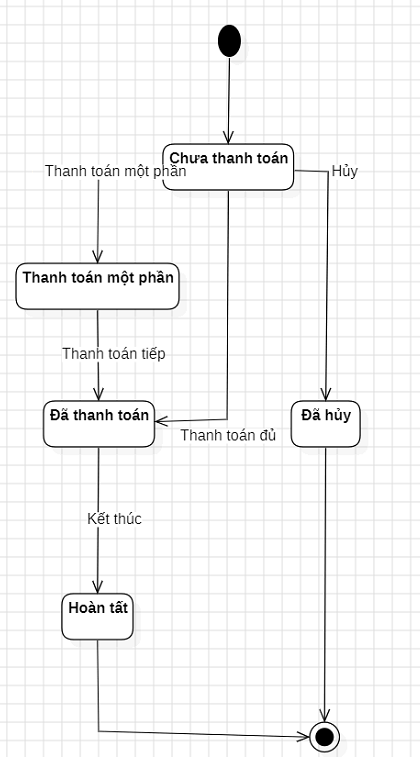 Chưa thanh toán
Thanh toán một phần
Hủy
Thanh toán một phần
Thanh toán tiếp
Đã thanh toán
Đã hủy
Thanh toán đủ
Kết thúc
Hoàn tất